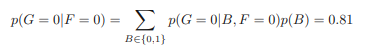 p(G = 0|F = 0) = ∑_{B∈{0,1}} p(G = 0|B, F = 0)p(B) = 0.81